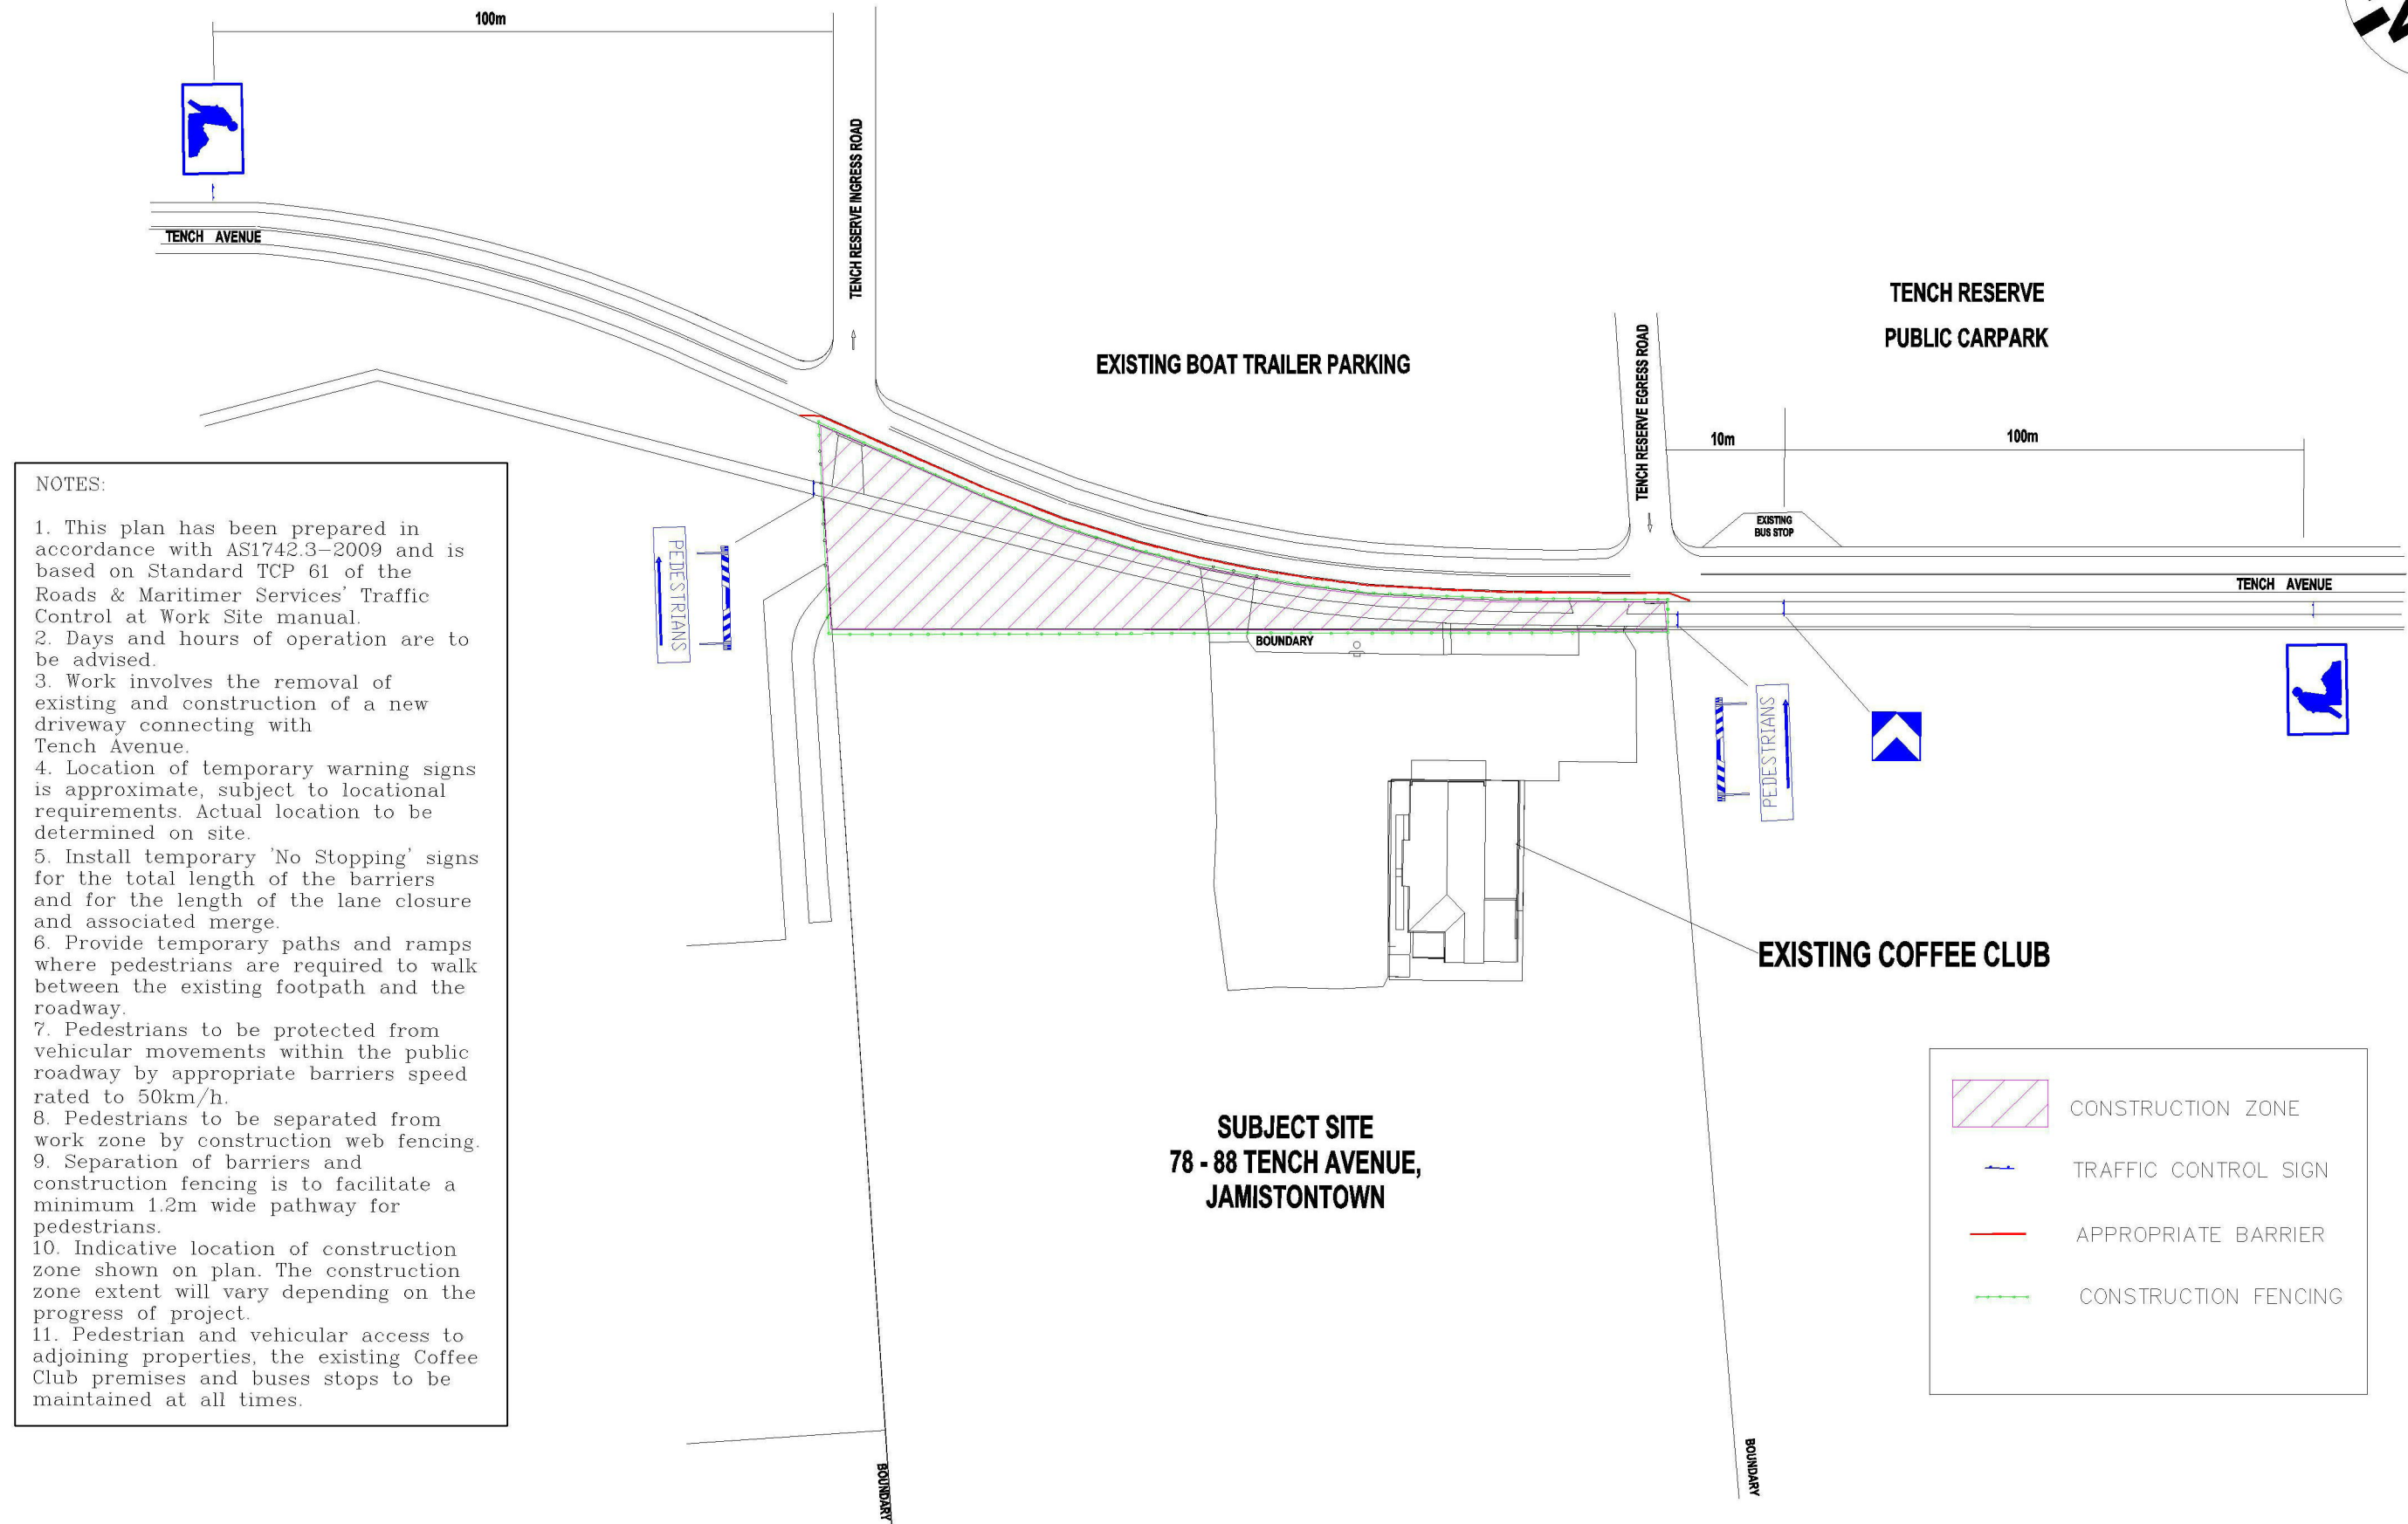 100m
TENCH RESERVE INGRESS ROAD
TENCH AVENUE
TENCH RESERVE
PUBLIC CARPARK
EXISTING BOAT TRAILER PARKING
TENCH RESERVE EGRESS ROAD
10m
100m
EXISTING
BUS STOP
TENCH AVENUE
NOTES:
1. This plan has been prepared in
accordance with AS1742.3-2009 and is
based on Standard TCP 61 of the
Roads & Maritimer Services' Traffic
Control at Work Site manual.
2. Days and hours of operation are to
be advised.
3. Work involves the removal of
existing and construction of a new
driveway connecting with
Tench Avenue.
4. Location of temporary warning signs
is approximate, subject to locational
requirements. Actual location to be
determined on site.
5. Install temporary 'No Stopping' signs
for the total length of the barriers
and for the length of the lane closure
and associated merge.
6. Provide temporary paths and ramps
where pedestrians are required to walk
between the existing footpath and the
roadway.
7. Pedestrians to be protected from
vehicular movements within the public
roadway by appropriate barriers speed
rated to 50km/h.
8. Pedestrians to be separated from
work zone by construction web fencing.
9. Separation of barriers and
construction fencing is to facilitate a
minimum 1.2m wide pathway for
pedestrians.
10. Indicative location of construction
zone shown on plan. The construction
zone extent will vary depending on the
progress of project.
11. Pedestrian and vehicular access to
adjoining properties, the existing Coffee
Club premises and buses stops to be
maintained at all times.
PEDESTRIANS
BOUNDARY
PEDESTRIANS
EXISTING COFFEE CLUB
SUBJECT SITE
78 - 88 TENCH AVENUE,
JAMISTONTOWN
CONSTRUCTION ZONE
TRAFFIC CONTROL SIGN
APPROPRIATE BARRIER
CONSTRUCTION FENCING
BOUNDARY
BOUNDARY